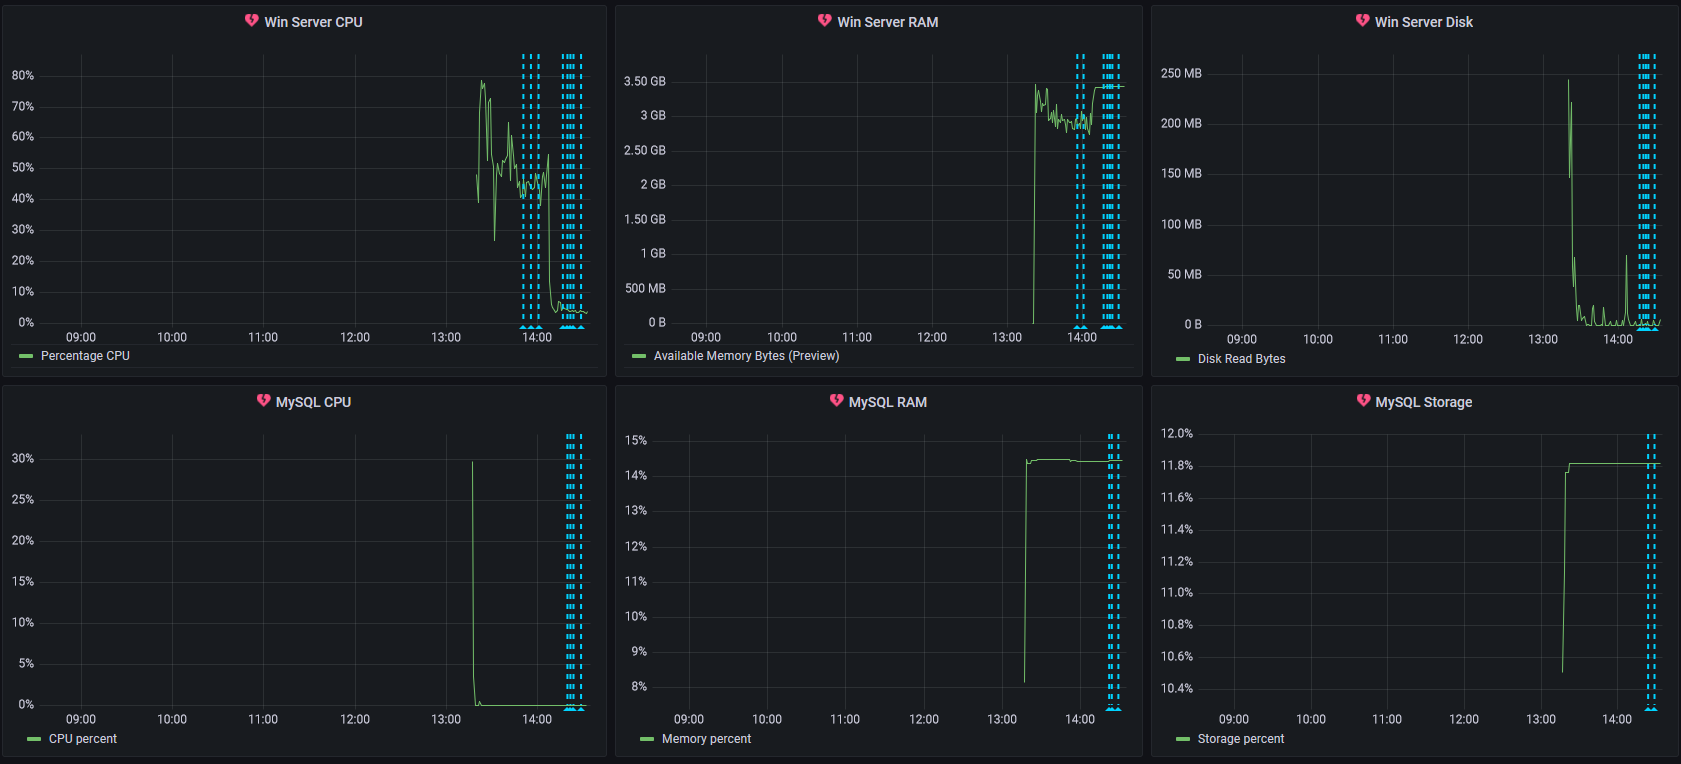 Win Server CPU
80%
70%
60%
50%
40%
30%
20%
10%
0%
09:00 10:00 11:00 12:00 13:00 14:00
Percentage CPU
Win Server RAM
3.50 GB
3 GB
2.50 GB
2 GB
1.50 GB
1 GB
500 MB
0 B
09:00 10:00 11:00 12:00 13:00 14:00
Available Memory Bytes (Preview)
Win Server Disk
250 MB
200 MB
150 MB
100 MB
50 MB
0 B
09:00 10:00 11:00 12:00 13:00 14:00
Disk Read Bytes
MySQL CPU
30%
25%
20%
15%
10%
5%
0%
09:00 10:00 11:00 12:00 13:00 14:00
CPU percent
MySQL RAM
15%
14%
13%
12%
11%
10%
9%
8%
09:00 10:00 11:00 12:00 13:00 14:00
Memory percent
MySQL Storage
12.0%
11.8%
11.6%
11.4%
11.2%
11.0%
10.8%
10.6%
10.4%
09:00 10:00 11:00 12:00 13:00 14:00
Storage percent